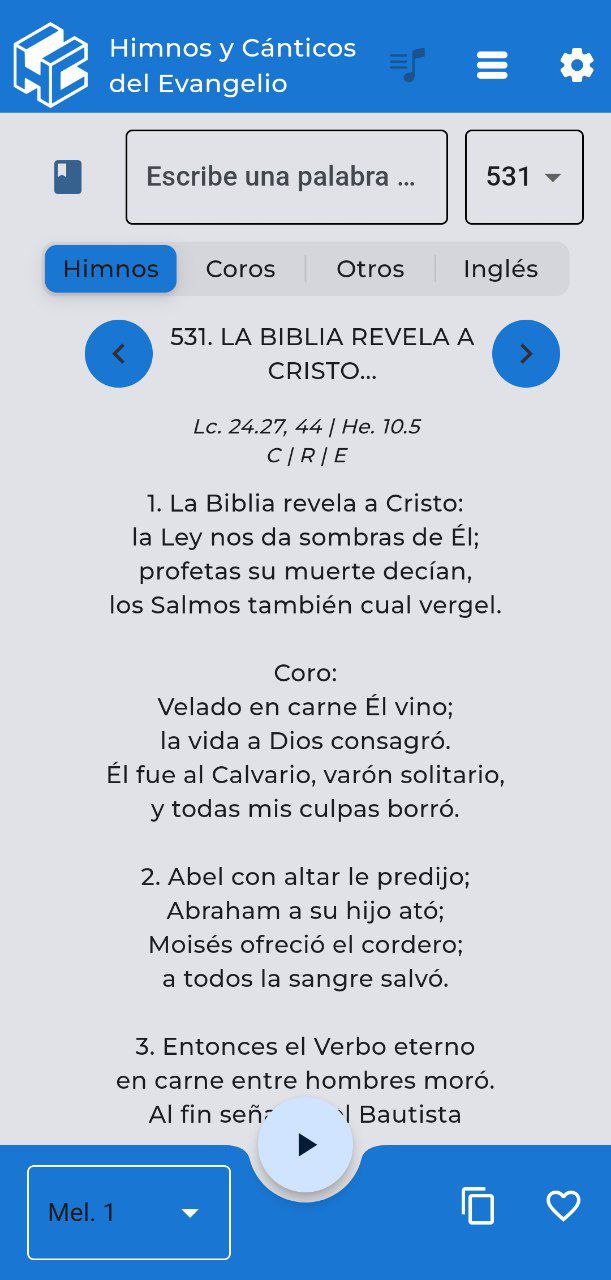 Himnos y Cánticos
del Evangelio
Escribe una palabra ...
531
Himnos
Coros
Otros
Inglés
531. LA BIBLIA REVELA A
CRISTO...
Lc. 24.27, 44 | He. 10.5
C | R | E
1. La Biblia revela a Cristo:
la Ley nos da sombras de Él;
profetas su muerte decían,
los Salmos también cual vergel.
Coro:
Velado en carne Él vino;
la vida a Dios consagró.
Él fue al Calvario, varón solitario,
y todas mis culpas borró.
2. Abel con altar le predijo;
Abraham a su hijo ató;
Moisés ofreció el cordero;
a todos la sangre salvó.
3. Entonces el Verbo eterno
en carne entre hombres moró.
Al fin el Bautista
Mel. 1